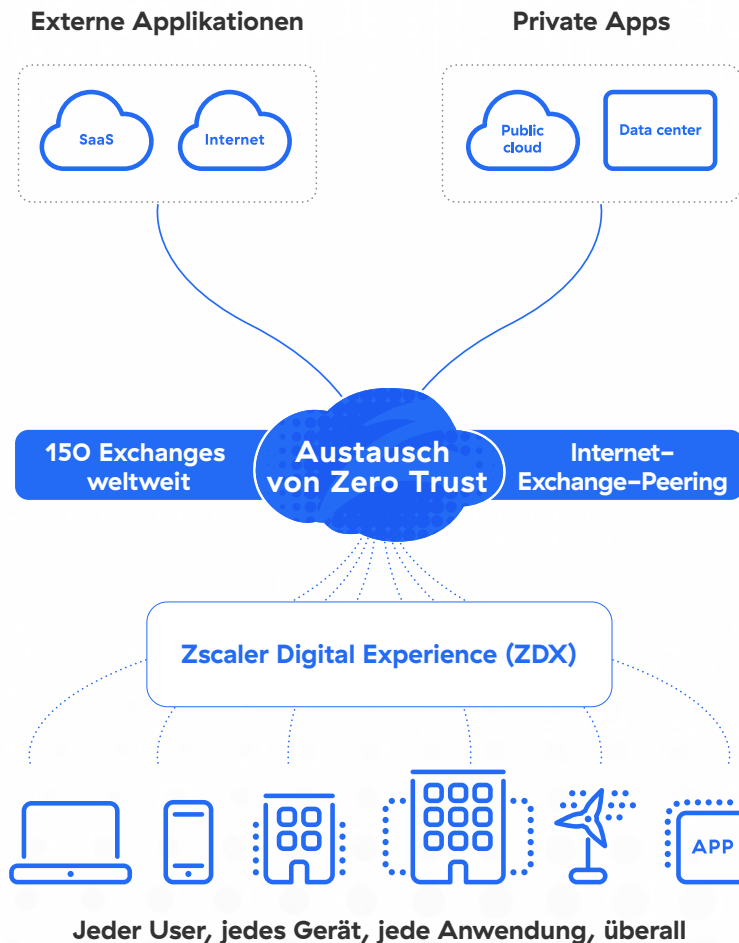 Externe Applikationen
Private Apps
SaaS
Internet
Public
cloud
Data center
150 Exchanges
weltweit
Austausch
von Zero Trust
Internet-
Exchange-Peering
Zscaler Digital Experience (ZDX)
APP
Jeder User, jedes Gerät, jede Anwendung, überall